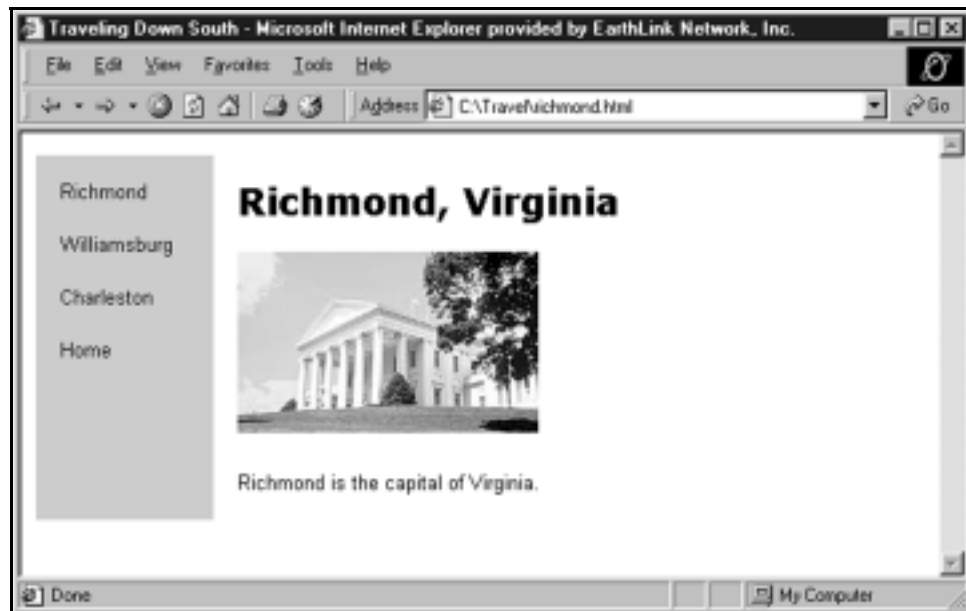 Traveling Down South - Microsoft Internet Explorer provided by EarthLink Network, Inc.
File Edit View Favorites Tools Help
Address C:\Travel\richmond.html Go
Richmond
Williamsburg
Charleston
Home
Richmond, Virginia
Richmond is the capital of Virginia.
Done My Computer